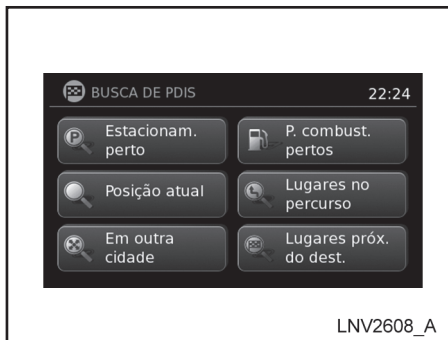 BUSCA DE PDIS 22:24
Estacionam.
perto
P. combust.
pertos
Posição atual
Lugares no
percurso
Em outra
cidade
Lugares próx.
do dest.
LNV2608_A